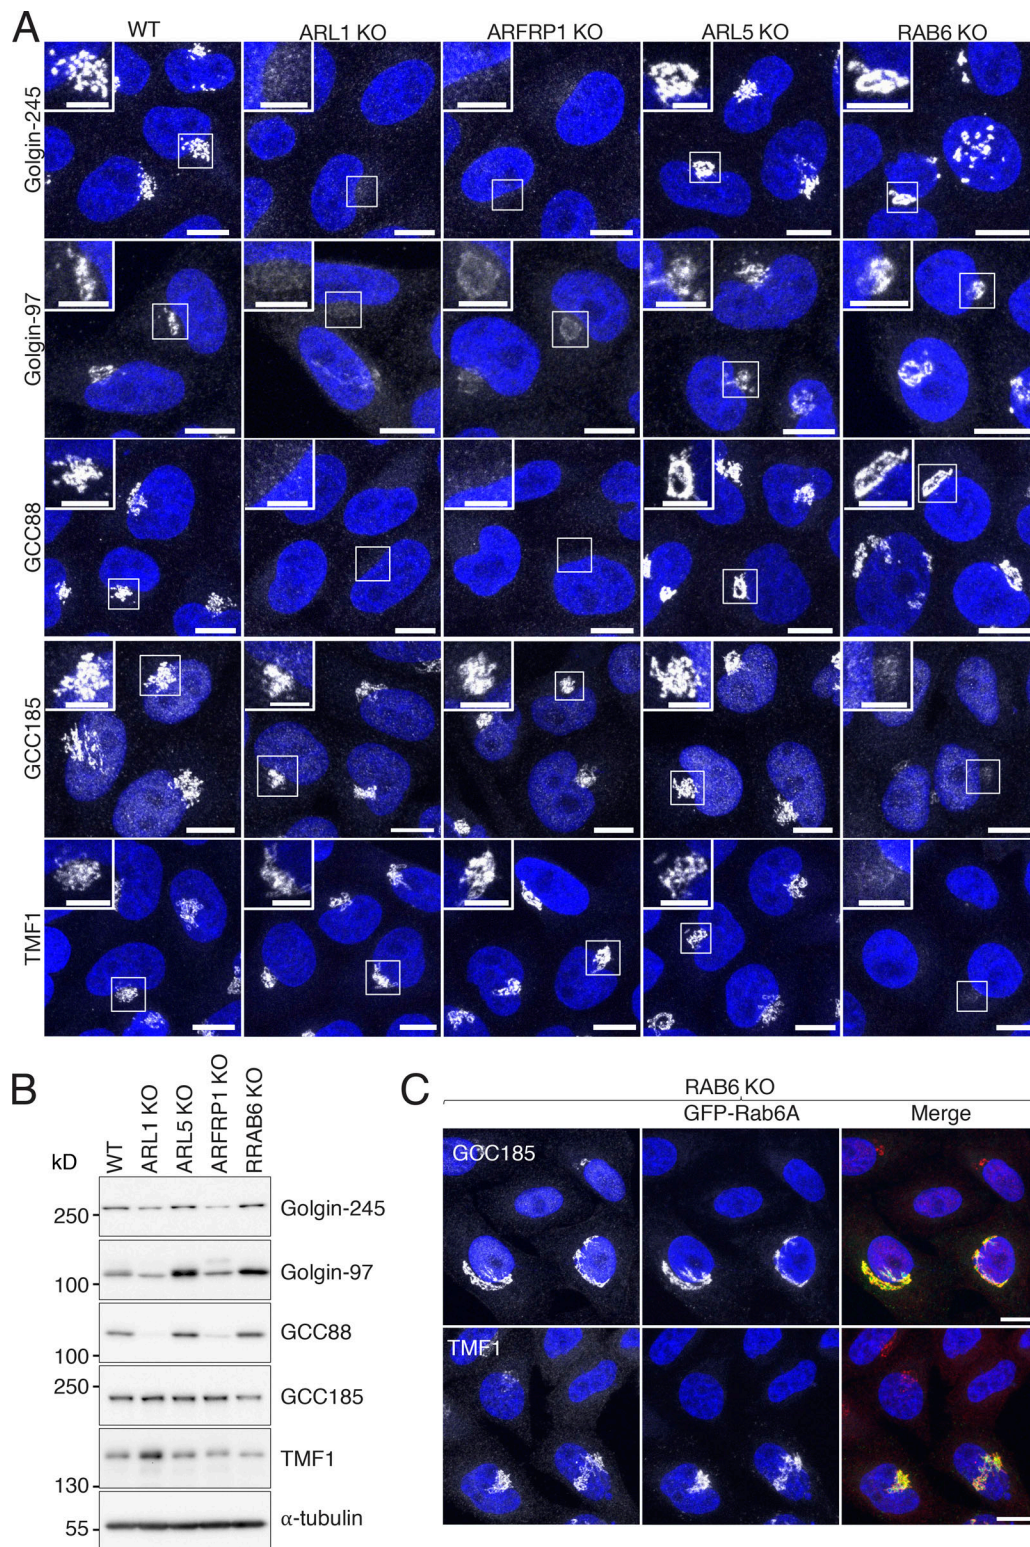 A
WT
ARL1 KO
ARFRP1 KO
ARL5 KO
RAB6 KO
Golgin-245
Golgin-97
GCC88
GCC185
TMF1
B
kD
WT
ARL1 KO
ARL5 KO
ARFRP1 KO
RRAB6 KO
250
Golgin-245
100
Golgin-97
100
GCC88
250
GCC185
130
TMF1
55
α-tubulin
C
RAB6 KO
GFP-Rab6A
Merge
GCC185
TMF1